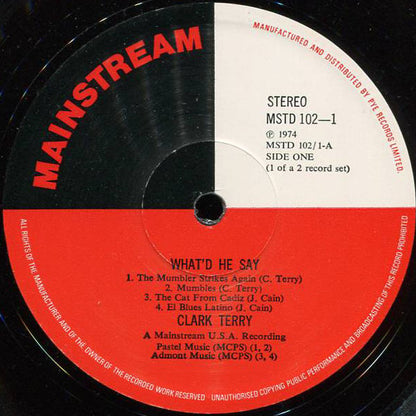 MAINSTREAM
MANUFACTURED AND DISTRIBUTED BY PYE RECORDS LIMITED.
STEREO
MSTD 102—1
℗ 1974
MSTD 102/1-A
SIDE ONE
(1 of a 2 record set)
WHAT'D HE SAY
1. The Mumbler Strikes Again (C. Terry)
2. Mumbles (C. Terry)
3. The Cat From Cadiz (J. Cain)
4. El Blues Latino (J. Cain)
CLARK TERRY
A Mainstream U.S.A. Recording
Pastel Music (MCPS) (1, 2)
Admont Music (MCPS) (3, 4)
ALL RIGHTS OF THE MANUFACTURER AND OF THE OWNER OF THE RECORDED WORK RESERVED · UNAUTHORISED COPYING PUBLIC PERFORMANCE AND BROADCASTING OF THIS RECORD PROHIBITED